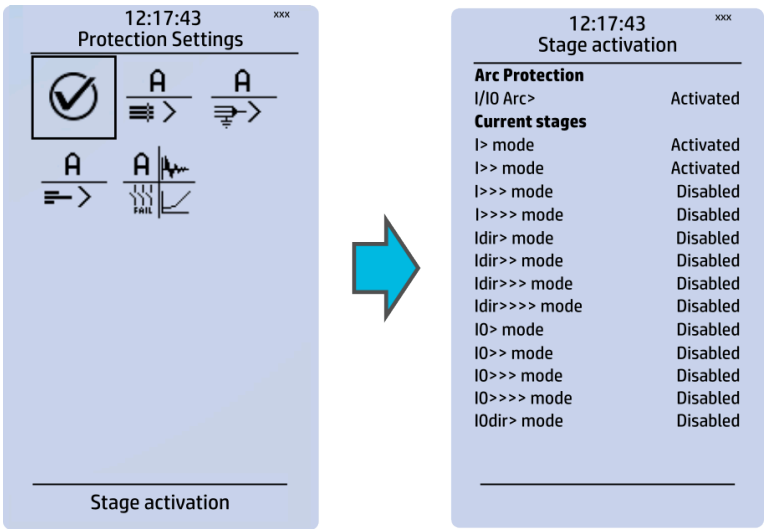 12:17:43 xxx
Protection Settings
A A
A A
FAIL
Stage activation
12:17:43 xxx
Stage activation
Arc Protection
I/I0 Arc> Activated
Current stages
I> mode Activated
I>> mode Activated
I>>> mode Disabled
I>>>> mode Disabled
Idir> mode Disabled
Idir>> mode Disabled
Idir>>> mode Disabled
Idir>>>> mode Disabled
I0> mode Disabled
I0>> mode Disabled
I0>>> mode Disabled
I0>>>> mode Disabled
I0dir> mode Disabled